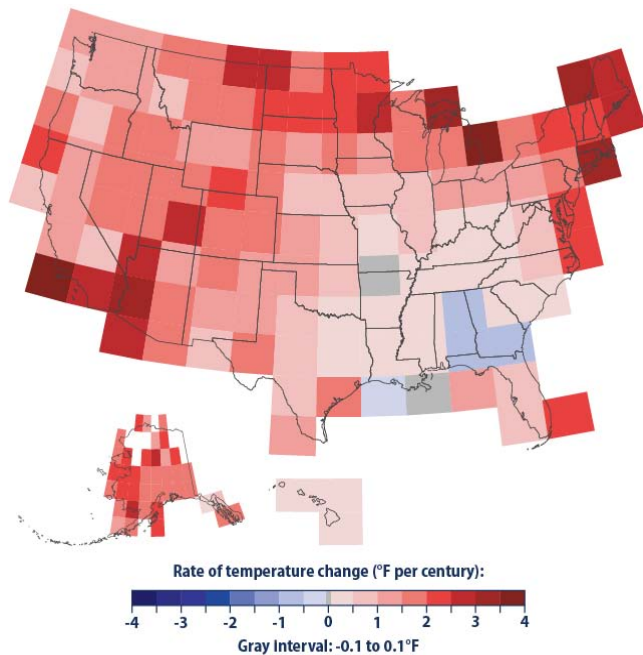 Rate of temperature change (°F per century):
-4 -3 -2 -1 0 1 2 3 4
Gray interval: -0.1 to 0.1°F